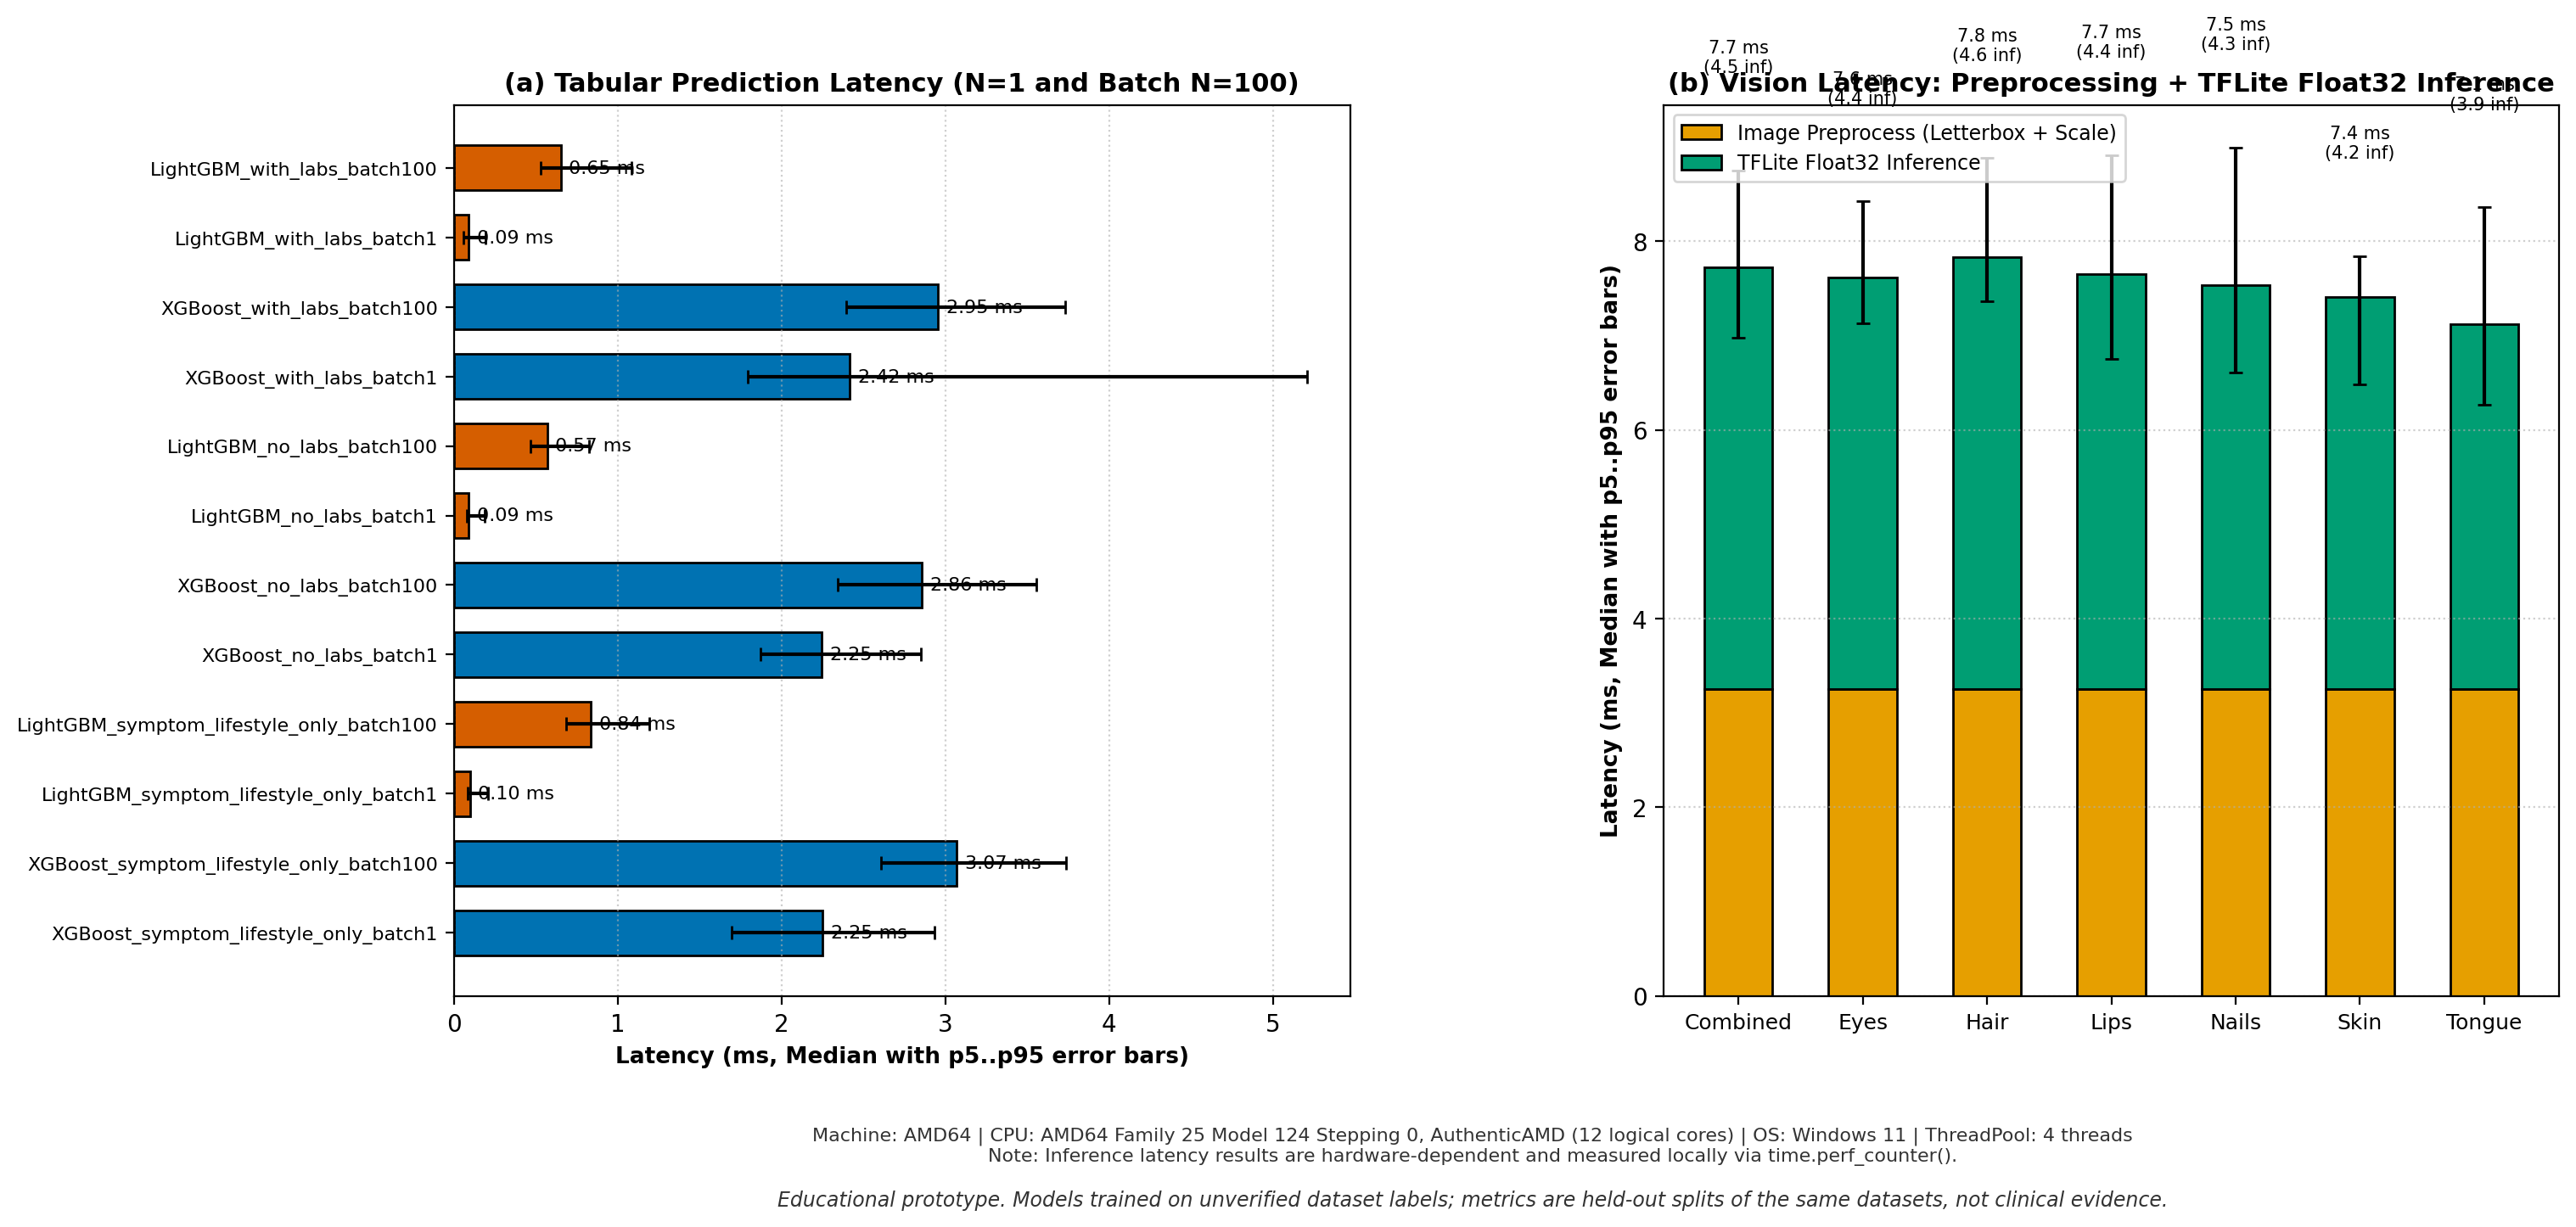 (a) Tabular Prediction Latency (N=1 and Batch N=100)
LightGBM_with_labs_batch100
0.65 ms
LightGBM_with_labs_batch1
0.09 ms
XGBoost_with_labs_batch100
2.95 ms
XGBoost_with_labs_batch1
2.42 ms
LightGBM_no_labs_batch100
0.57 ms
LightGBM_no_labs_batch1
0.09 ms
XGBoost_no_labs_batch100
2.86 ms
XGBoost_no_labs_batch1
2.25 ms
LightGBM_symptom_lifestyle_only_batch100
0.84 ms
LightGBM_symptom_lifestyle_only_batch1
0.10 ms
XGBoost_symptom_lifestyle_only_batch100
3.07 ms
XGBoost_symptom_lifestyle_only_batch1
2.25 ms
0 1 2 3 4 5
Latency (ms, Median with p5..p95 error bars)
7.7 ms
(4.5 inf)
7.6 ms
(4.4 inf)
7.8 ms
(4.6 inf)
7.7 ms
(4.4 inf)
7.5 ms
(4.3 inf)
7.4 ms
(4.2 inf)
(3.9 inf)
(b) Vision Latency: Preprocessing + TFLite Float32 Inference
Image Preprocess (Letterbox + Scale)
TFLite Float32 Inference
Latency (ms, Median with p5..p95 error bars)
8
6
4
2
0
Combined Eyes Hair Lips Nails Skin Tongue
Machine: AMD64 | CPU: AMD64 Family 25 Model 124 Stepping 0, AuthenticAMD (12 logical cores) | OS: Windows 11 | ThreadPool: 4 threads
Note: Inference latency results are hardware-dependent and measured locally via time.perf_counter().
Educational prototype. Models trained on unverified dataset labels; metrics are held-out splits of the same datasets, not clinical evidence.